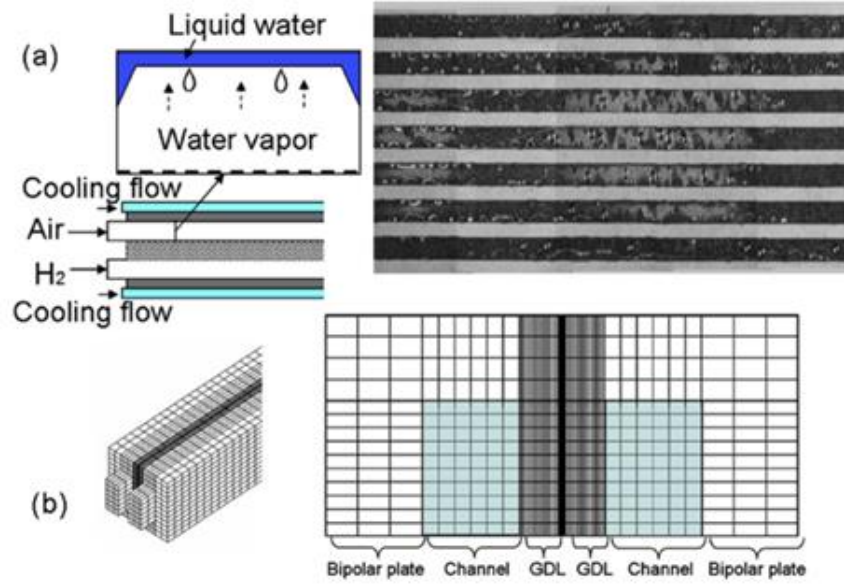 (a)
Liquid water
Water vapor
Cooling flow
Air
H₂
Cooling flow
(b)
Bipolar plate Channel GDL GDL Channel Bipolar plate